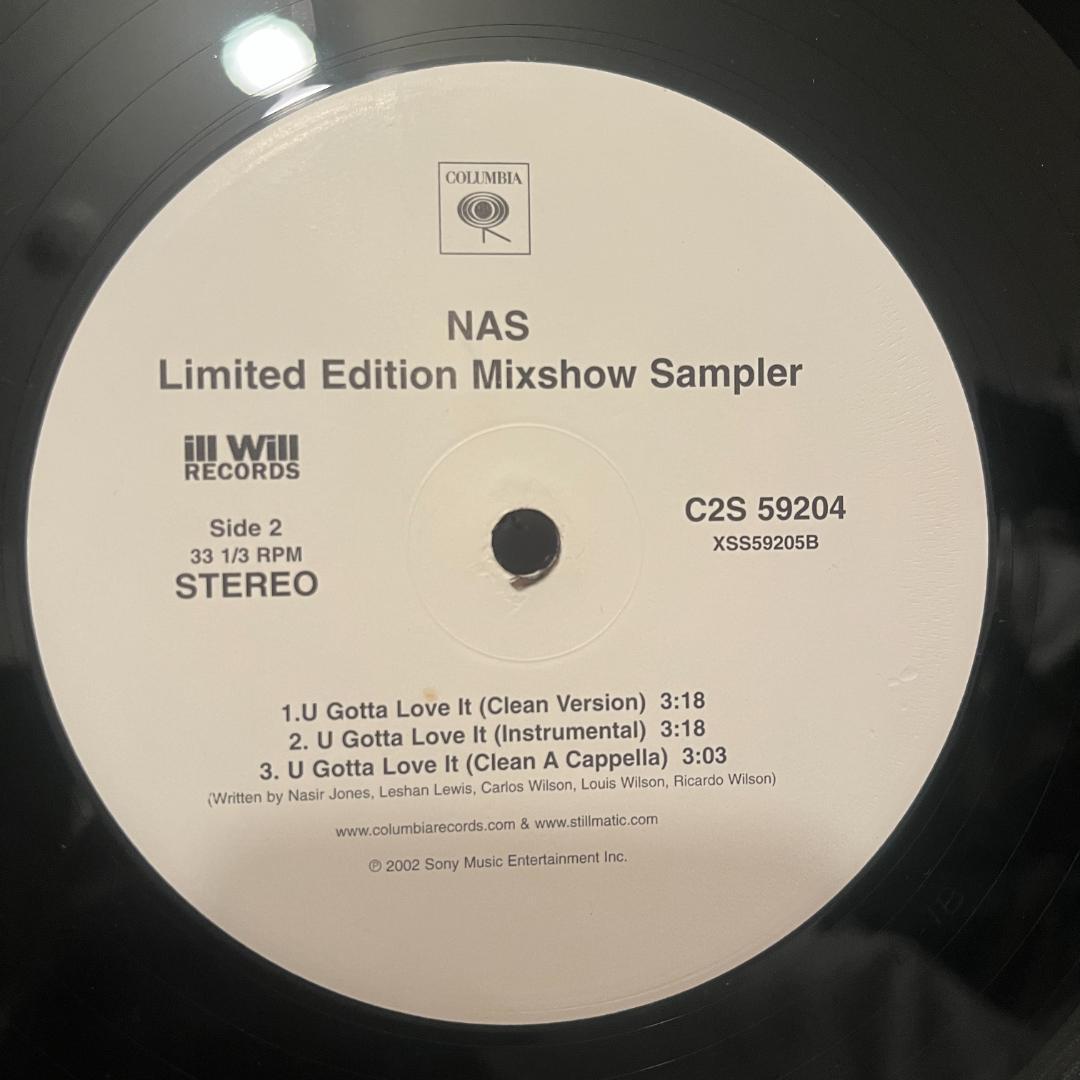 COLUMBIA
NAS
Limited Edition Mixshow Sampler
ill Will
RECORDS
Side 2
33 1/3 RPM
STEREO
C2S 59204
XSS59205B
1.U Gotta Love It (Clean Version) 3:18
2. U Gotta Love It (Instrumental) 3:18
3. U Gotta Love It (Clean A Cappella) 3:03
(Written by Nasir Jones, Leshan Lewis, Carlos Wilson, Louis Wilson, Ricardo Wilson)
www.columbiarecords.com & www.stillmatic.com
℗ 2002 Sony Music Entertainment Inc.